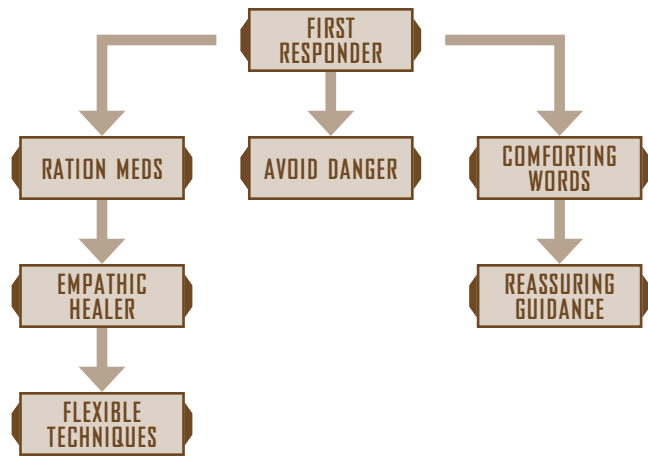 FIRST
RESPONDER
RATION MEDS
AVOID DANGER
COMFORTING
WORDS
EMPATHIC
HEALER
REASSURING
GUIDANCE
FLEXIBLE
TECHNIQUES